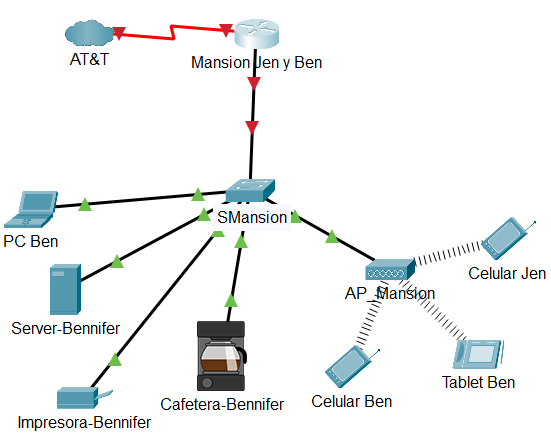 AT&T
Mansion Jen y Ben
SMansion
PC Ben
Celular Jen
AP_Mansion
Server-Bennifer
Tablet Ben
Cafetera-Bennifer
Celular Ben
Impresora-Bennifer